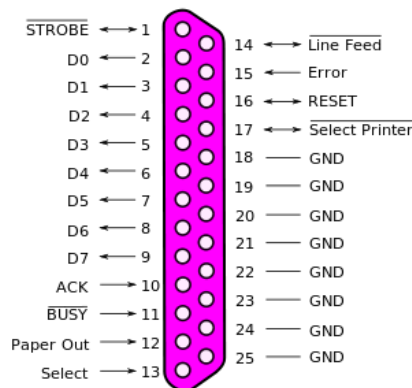 STROBE 1
D0 2
D1 3
D2 4
D3 5
D4 6
D5 7
D6 8
D7 9
ACK 10
BUSY 11
Paper Out 12
Select 13
14 Line Feed
15 Error
16 RESET
17 Select Printer
18 GND
19 GND
20 GND
21 GND
22 GND
23 GND
24 GND
25 GND